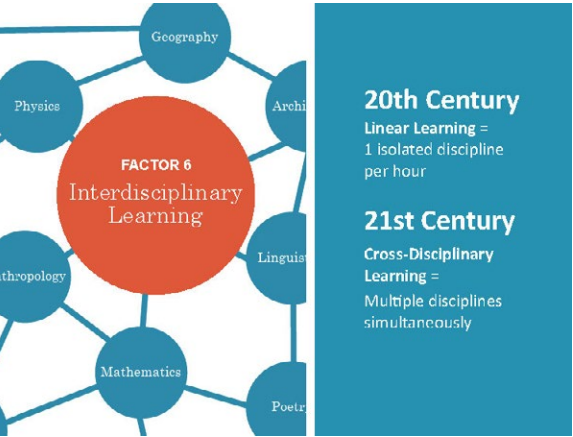 Geography
Physics
Archi
FACTOR 6
Interdisciplinary
Learning
Linguist
thropology
Mathematics
Poetr
20th Century
Linear Learning =
1 isolated discipline
per hour
21st Century
Cross-Disciplinary
Learning =
Multiple disciplines
simultaneously